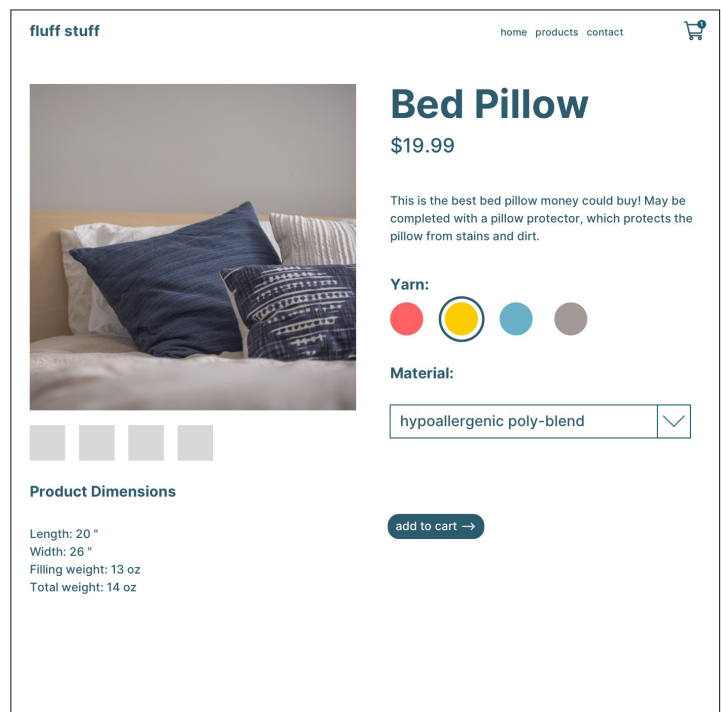 fluff stuff
home products contact
1
Bed Pillow
$19.99
This is the best bed pillow money could buy! May be
completed with a pillow protector, which protects the
pillow from stains and dirt.
Yarn:
Material:
hypoallergenic poly-blend
add to cart →
Product Dimensions
Length: 20 "
Width: 26 "
Filling weight: 13 oz
Total weight: 14 oz